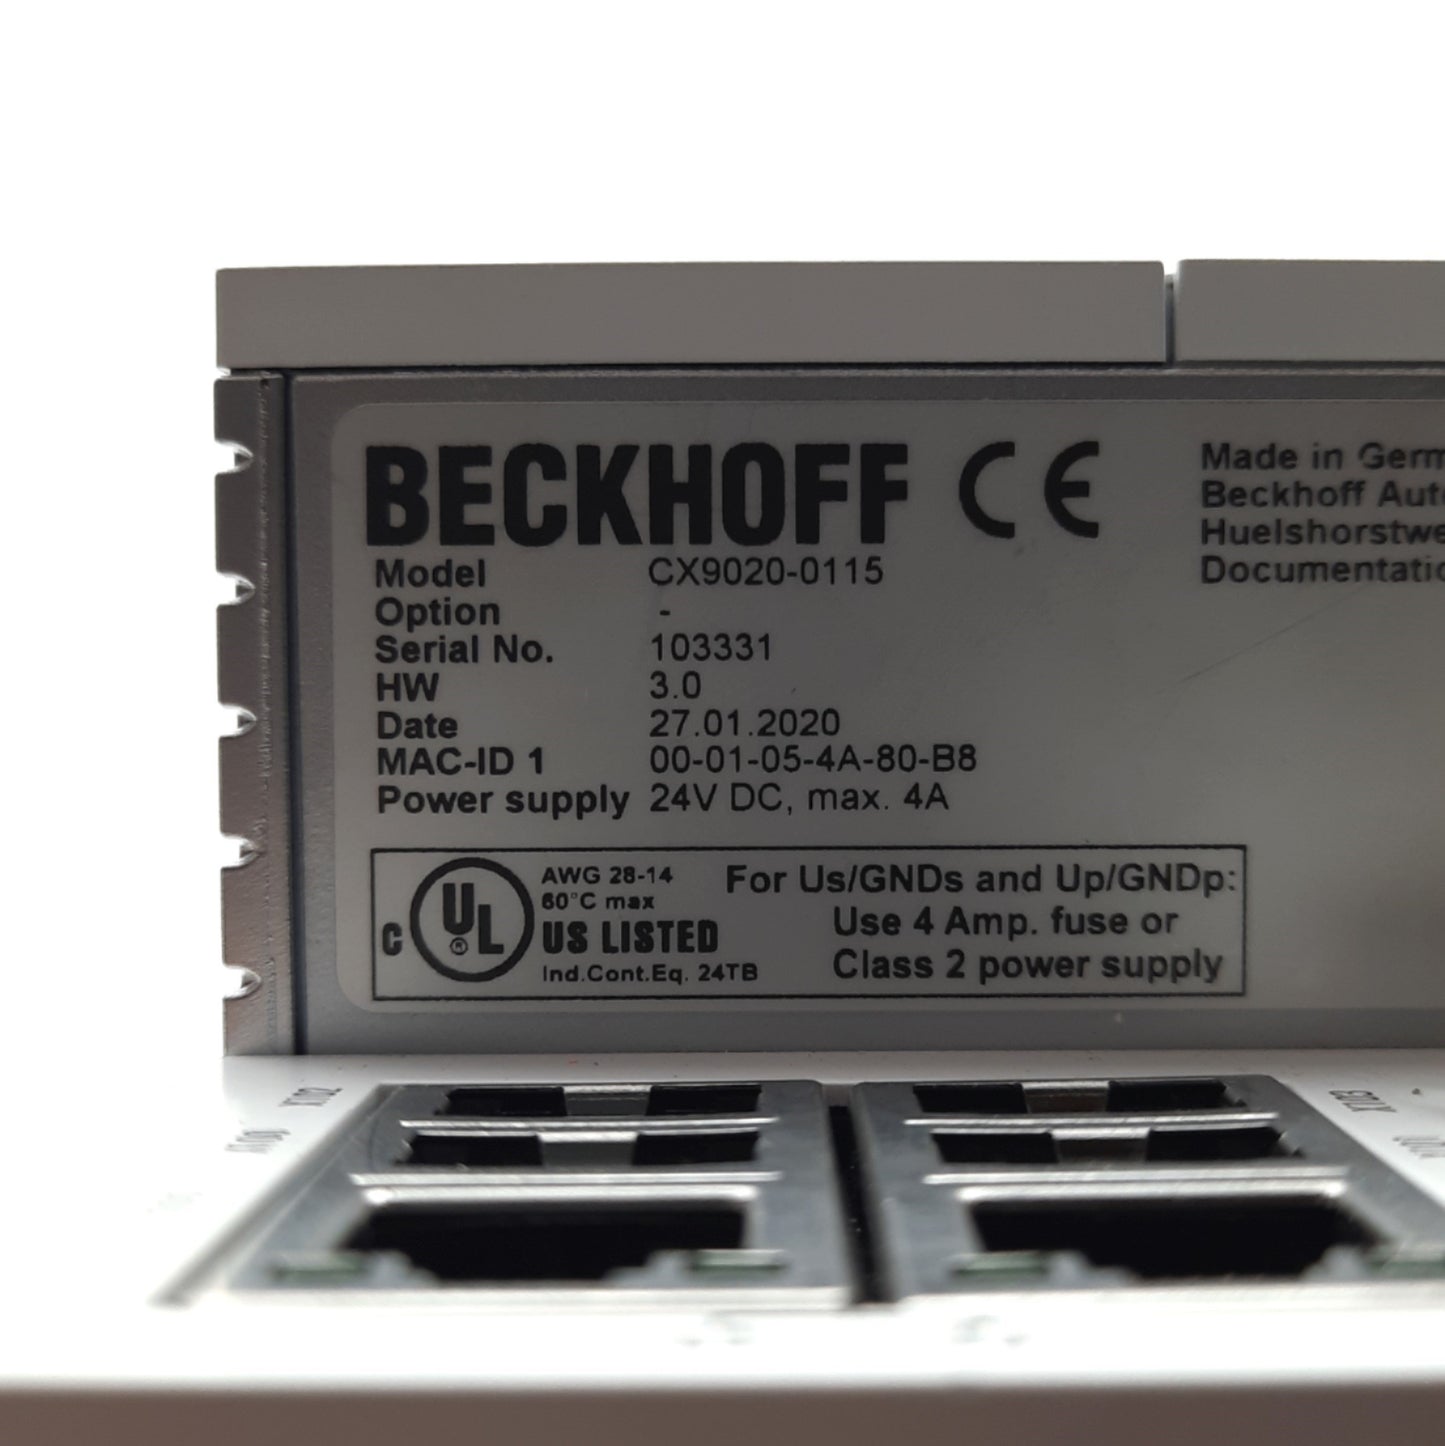 BECKHOFF CE
Made in Germ
Beckhoff Aut
Huelshorstwe
Documentatio
Model CX9020-0115
Option -
Serial No. 103331
HW 3.0
Date 27.01.2020
MAC-ID 1 00-01-05-4A-80-B8
Power supply 24V DC, max. 4A
C UL ®
AWG 28-14
60°C max
US LISTED
Ind.Cont.Eq. 24TB
For Us/GNDs and Up/GNDp:
Use 4 Amp. fuse or
Class 2 power supply
X102
X103